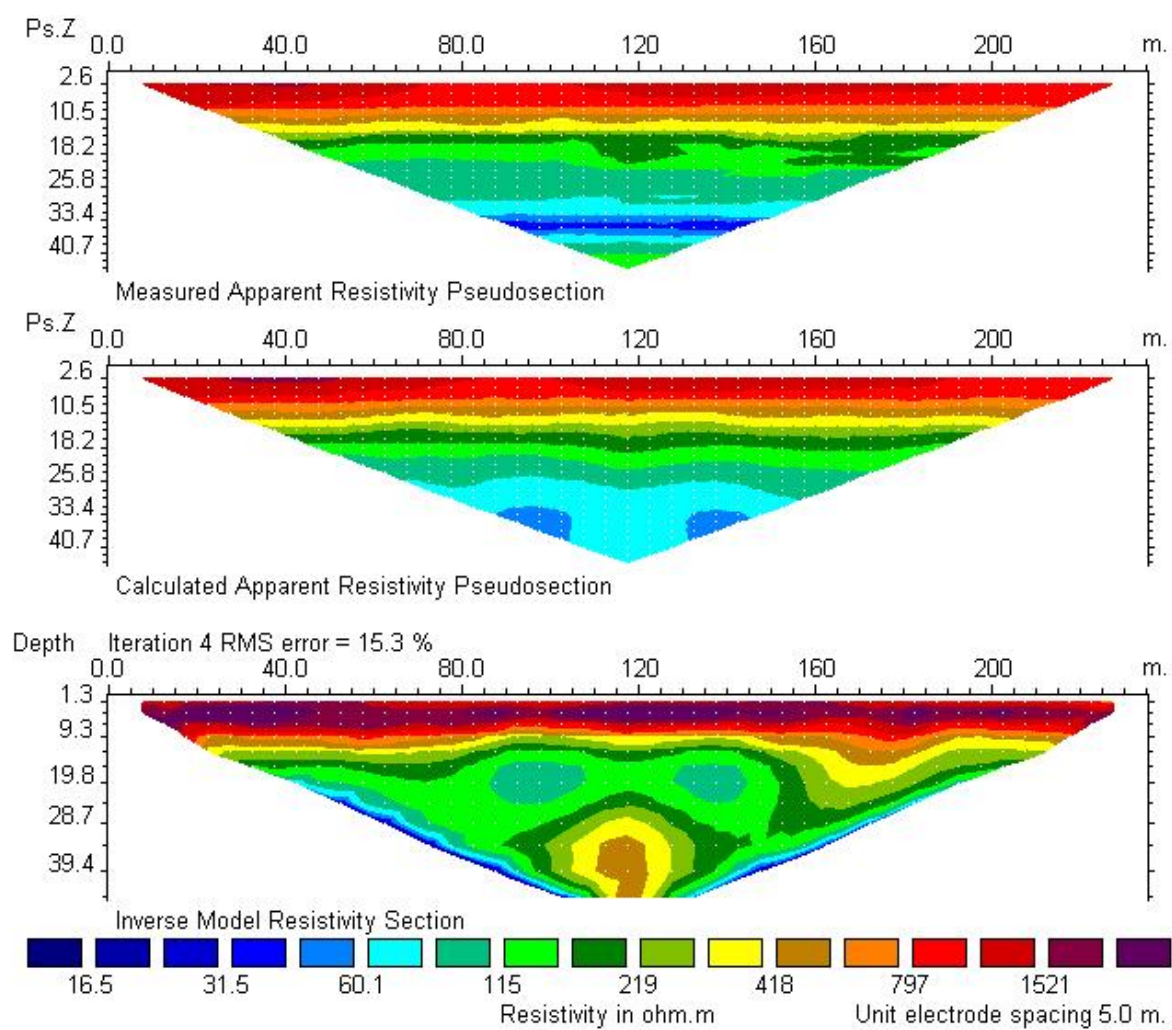 Ps.Z 0.0 40.0 80.0 120 160 200 m.
2.6
10.5
18.2
25.8
33.4
40.7
Measured Apparent Resistivity Pseudosection
Ps.Z 0.0 40.0 80.0 120 160 200 m.
2.6
10.5
18.2
25.8
33.4
40.7
Calculated Apparent Resistivity Pseudosection
Depth Iteration 4 RMS error = 15.3 %
0.0 40.0 80.0 120 160 200 m.
1.3
9.3
19.8
28.7
39.4
Inverse Model Resistivity Section
16.5 31.5 60.1 115 219 418 797 1521
Resistivity in ohm.m Unit electrode spacing 5.0 m.